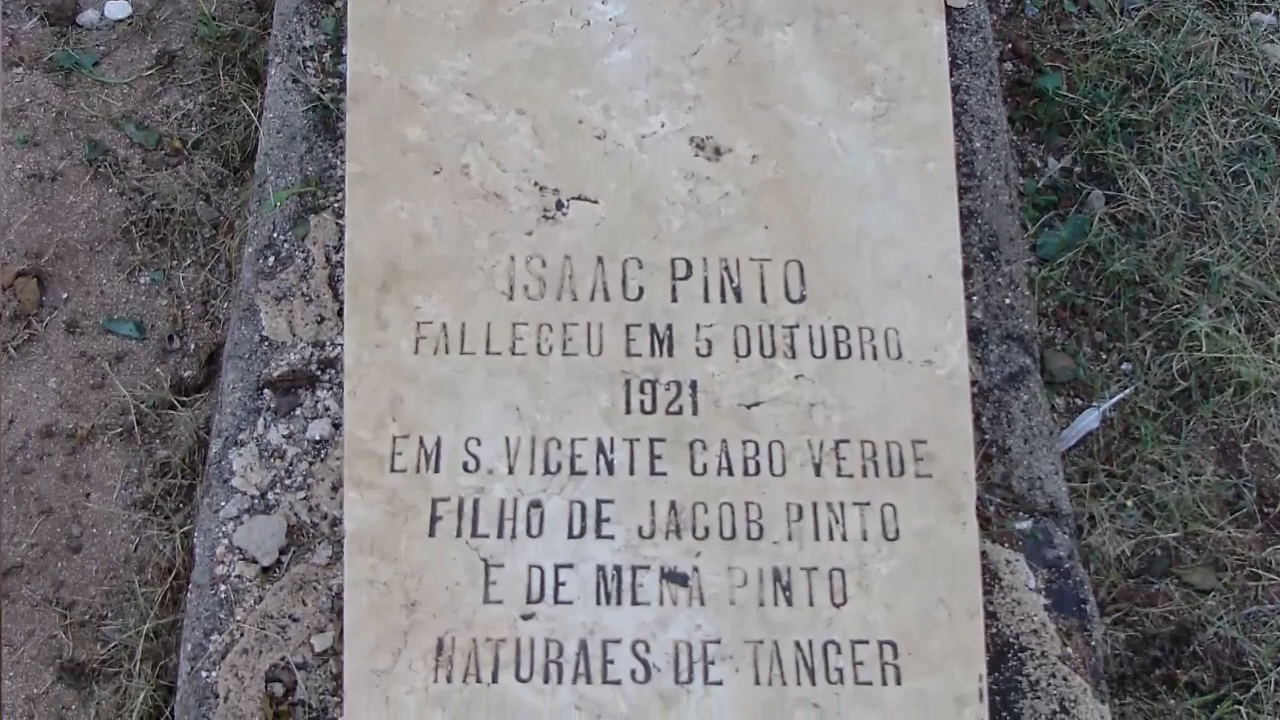 ISAAC PINTO
FALLECEU EM 5 OUTUBRO
1921
EM S. VICENTE CABO VERDE
FILHO DE JACOB PINTO
E DE MENA PINTO
NATURAES DE TANGER